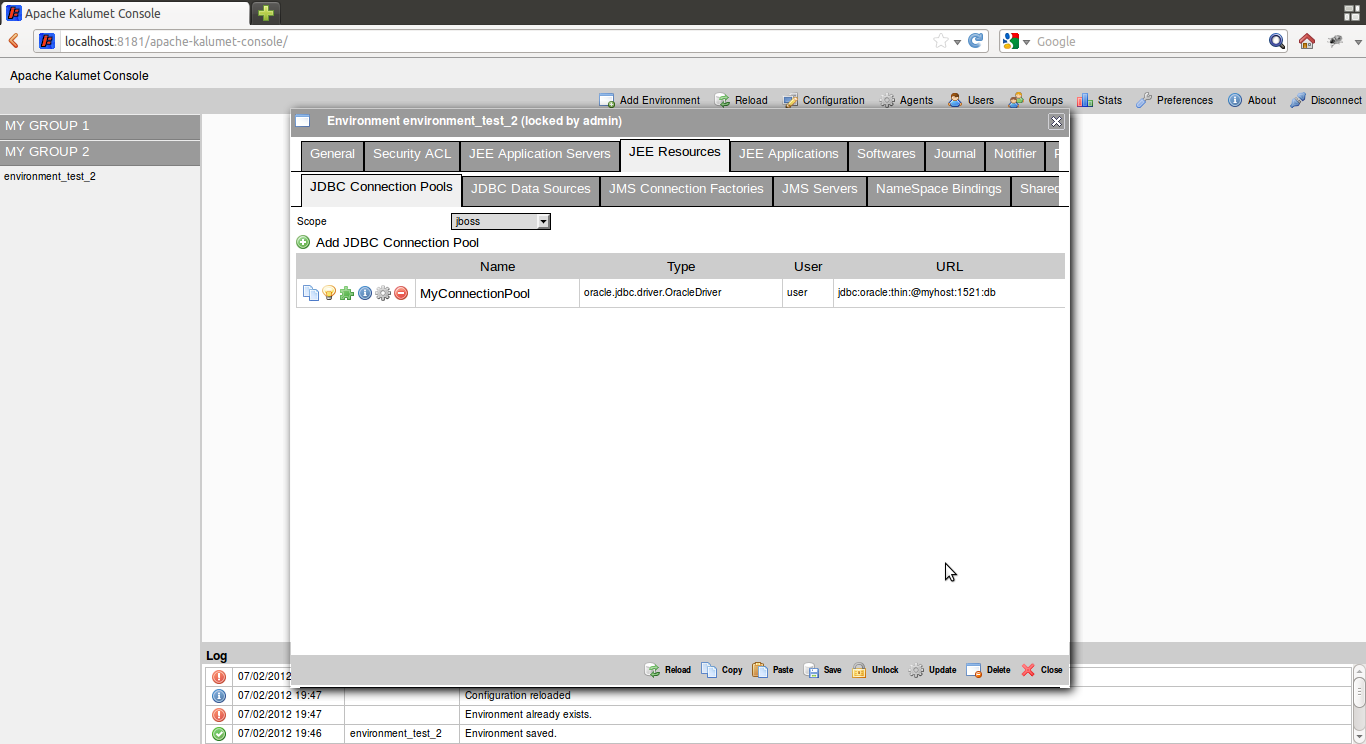 Apache Kalumet Console
localhost:8181/apache-kalumet-console/
Google
Apache Kalumet Console
Add Environment Reload Configuration Agents Users Groups Stats Preferences About Disconnect
MY GROUP 1
MY GROUP 2
environment_test_2
Environment environment_test_2 (locked by admin)
General Security ACL JEE Application Servers JEE Resources JEE Applications Softwares Journal Notifier
JDBC Connection Pools JDBC Data Sources JMS Connection Factories JMS Servers NameSpace Bindings Shared
Scope jboss
Add JDBC Connection Pool
Name Type User URL
MyConnectionPool oracle.jdbc.driver.OracleDriver user jdbc:oracle:thin:@myhost:1521:db
Reload Copy Paste Save Unlock Update Delete Close
Log
07/02/2012
07/02/2012 19:47 Configuration reloaded
07/02/2012 19:47 Environment already exists.
07/02/2012 19:46 environment_test_2 Environment saved.